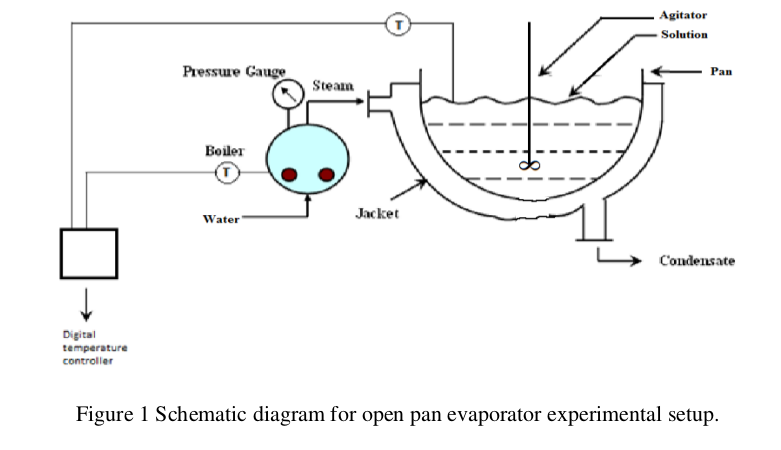 T
Agitator
Solution
Pan
Pressure Gauge
Steam
Boiler
T
Water
Jacket
Condensate
Digital
temperature
controller
Figure 1 Schematic diagram for open pan evaporator experimental setup.